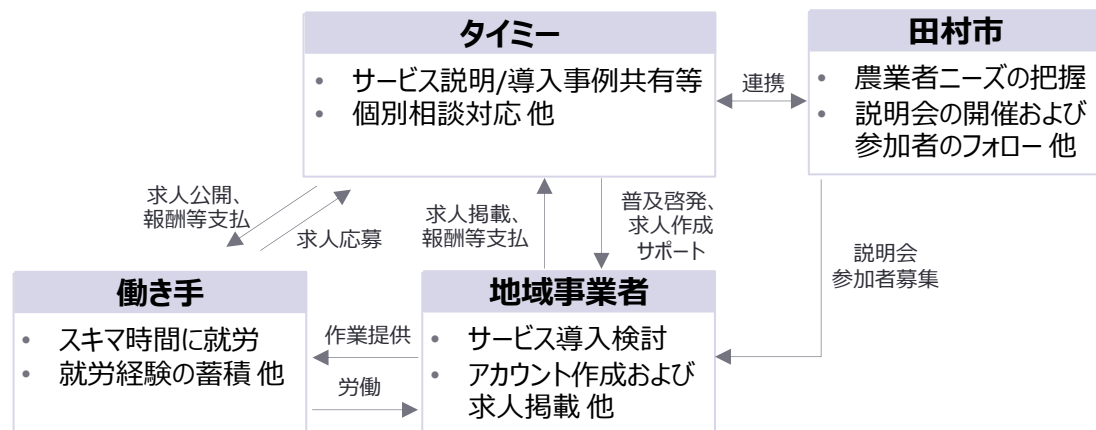 タイミー
• サービス説明/導入事例共有等
• 個別相談対応 他
連携
田村市
• 農業者ニーズの把握
• 説明会の開催および
参加者のフォロー 他
求人公開、
報酬等支払
求人応募
求人掲載、
報酬等支払
普及啓発、
求人作成
サポート
説明会
参加者募集
働き手
• スキマ時間に就労
• 就労経験の蓄積 他
作業提供
労働
地域事業者
• サービス導入検討
• アカウント作成および
求人掲載 他